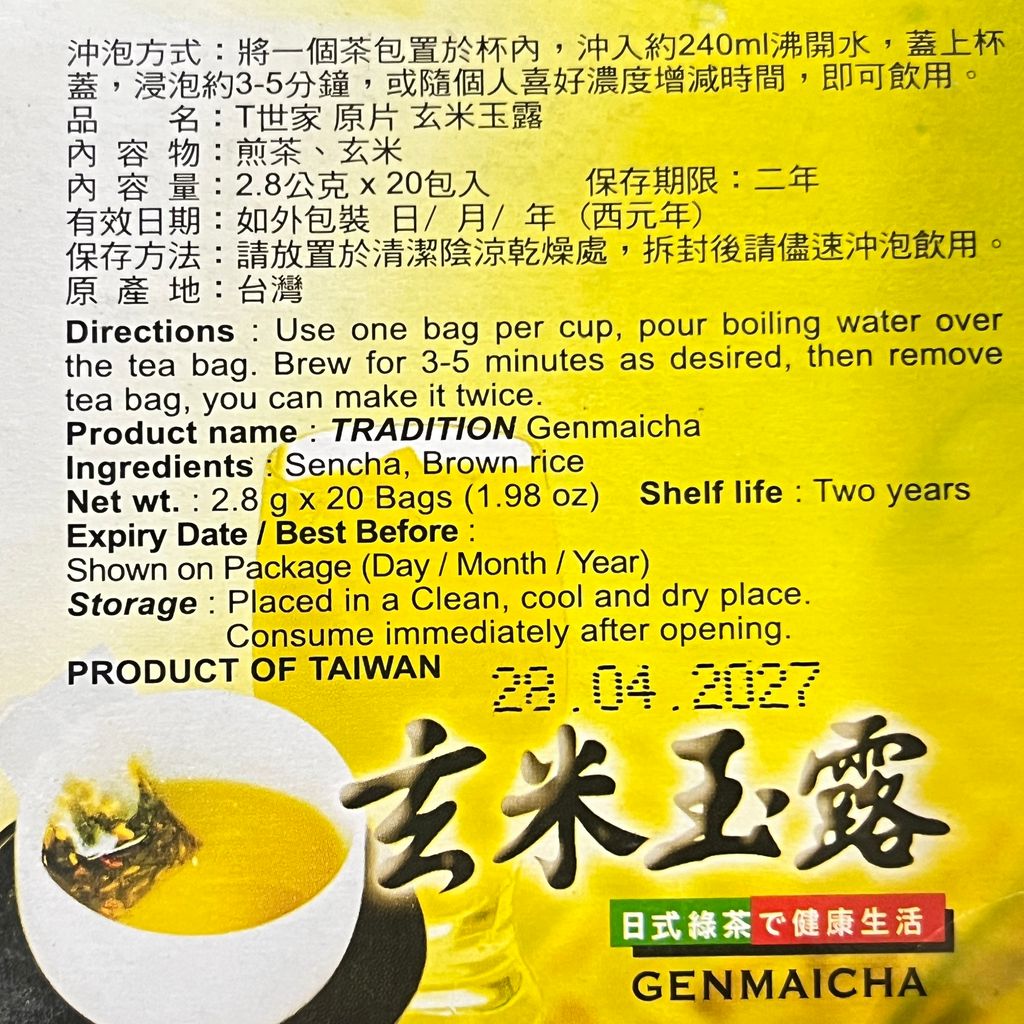 沖泡方式：將一個茶包置於杯內，沖入約240ml沸開水，蓋上杯
蓋，浸泡約3-5分鐘，或隨個人喜好濃度增減時間，即可飲用。
品名：T世家 原片 玄米玉露
內容物：煎茶、玄米
內容量：2.8公克 x 20包入 保存期限：二年
有效日期：如外包裝 日/ 月/ 年（西元年）
保存方法：請放置於清潔陰涼乾燥處，拆封後請儘速沖泡飲用。
原產地：台灣
Directions : Use one bag per cup, pour boiling water over
the tea bag. Brew for 3-5 minutes as desired, then remove
tea bag, you can make it twice.
Product name : TRADITION Genmaicha
Ingredients : Sencha, Brown rice
Net wt. : 2.8 g x 20 Bags (1.98 oz) Shelf life : Two years
Expiry Date / Best Before :
Shown on Package (Day / Month / Year)
Storage : Placed in a Clean, cool and dry place.
Consume immediately after opening.
PRODUCT OF TAIWAN
28.04.2027
玄米玉露
日式綠茶で健康生活
GENMAICHA